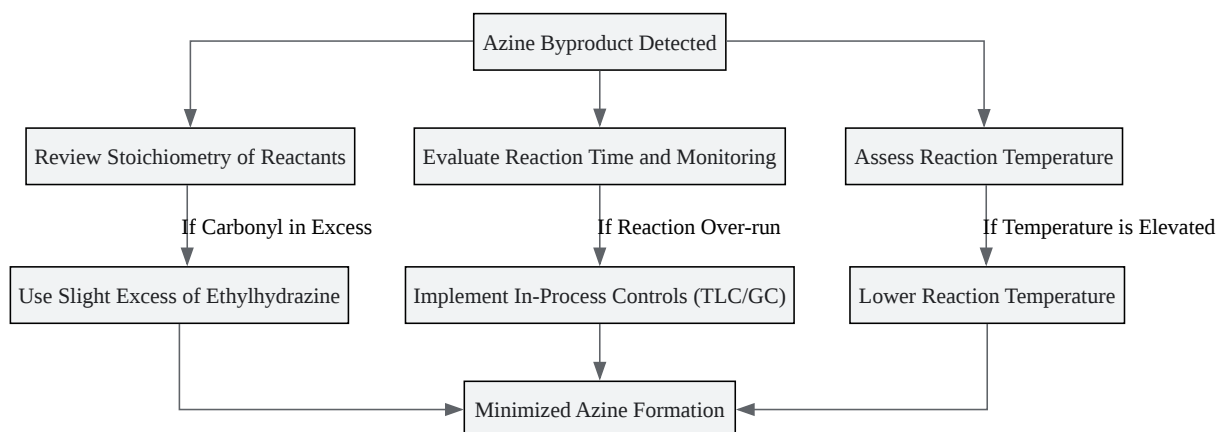 Azine Byproduct Detected
Review Stoichiometry of Reactants
Evaluate Reaction Time and Monitoring
Assess Reaction Temperature
If Carbonyl in Excess
If Reaction Over-run
If Temperature is Elevated
Use Slight Excess of Ethylhydrazine
Implement In-Process Controls (TLC/GC)
Lower Reaction Temperature
Minimized Azine Formation